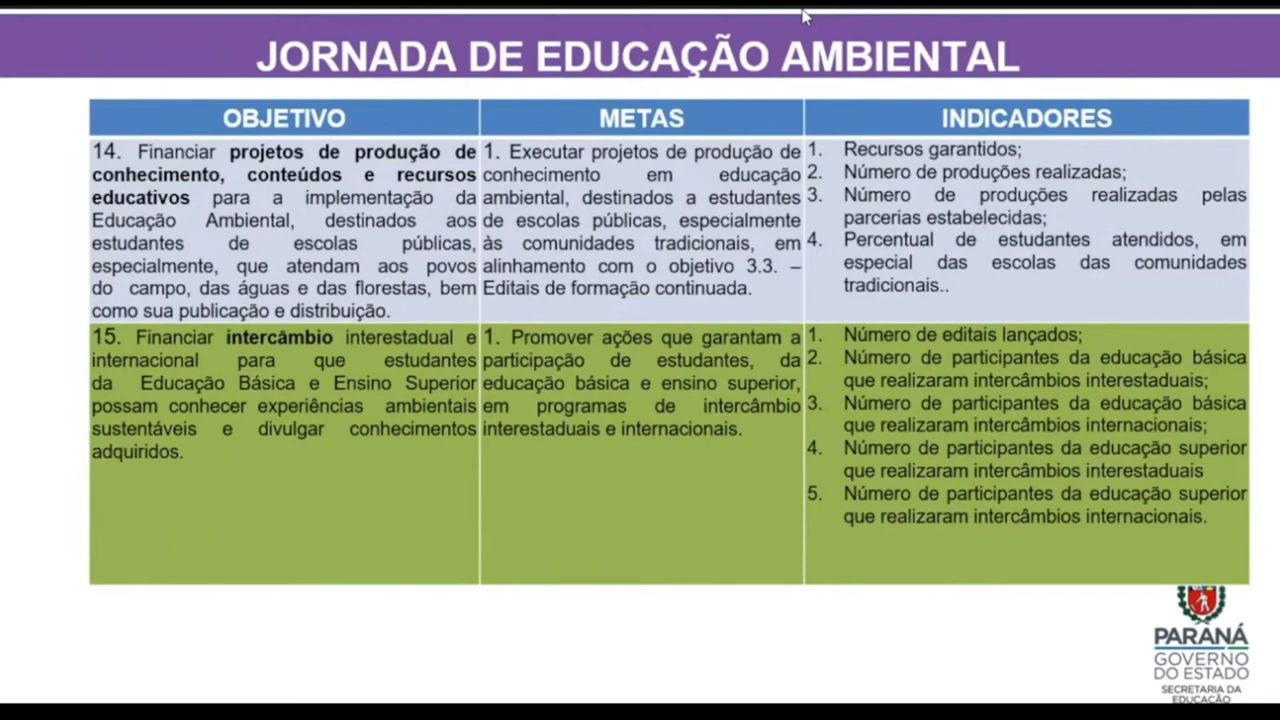 JORNADA DE EDUCAÇÃO AMBIENTAL
OBJETIVO
METAS
INDICADORES
14. Financiar projetos de produção de
conhecimento, conteúdos e recursos
educativos para a implementação da
Educação Ambiental, destinados aos
estudantes de escolas públicas,
especialmente, que atendam aos povos
do campo, das águas e das florestas, bem
como sua publicação e distribuição.
1. Executar projetos de produção de
conhecimento em educação
ambiental, destinados a estudantes
de escolas públicas, especialmente
às comunidades tradicionais, em
alinhamento com o objetivo 3.3. –
Editais de formação continuada.
1. Recursos garantidos;
2. Número de produções realizadas;
3. Número de produções realizadas pelas
parcerias estabelecidas;
4. Percentual de estudantes atendidos, em
especial das escolas das comunidades
tradicionais..
15. Financiar intercâmbio interestadual e
internacional para que estudantes
da Educação Básica e Ensino Superior
possam conhecer experiências ambientais
sustentáveis e divulgar conhecimentos
adquiridos.
1. Promover ações que garantam a
participação de estudantes, da
educação básica e ensino superior,
em programas de intercâmbio
interestaduais e internacionais.
1. Número de editais lançados;
2. Número de participantes da educação básica
que realizaram intercâmbios interestaduais;
3. Número de participantes da educação básica
que realizaram intercâmbios internacionais;
4. Número de participantes da educação superior
que realizaram intercâmbios interestaduais
5. Número de participantes da educação superior
que realizaram intercâmbios internacionais.
PARANÁ
GOVERNO
DO ESTADO
SECRETARIA DA
EDUCAÇÃO